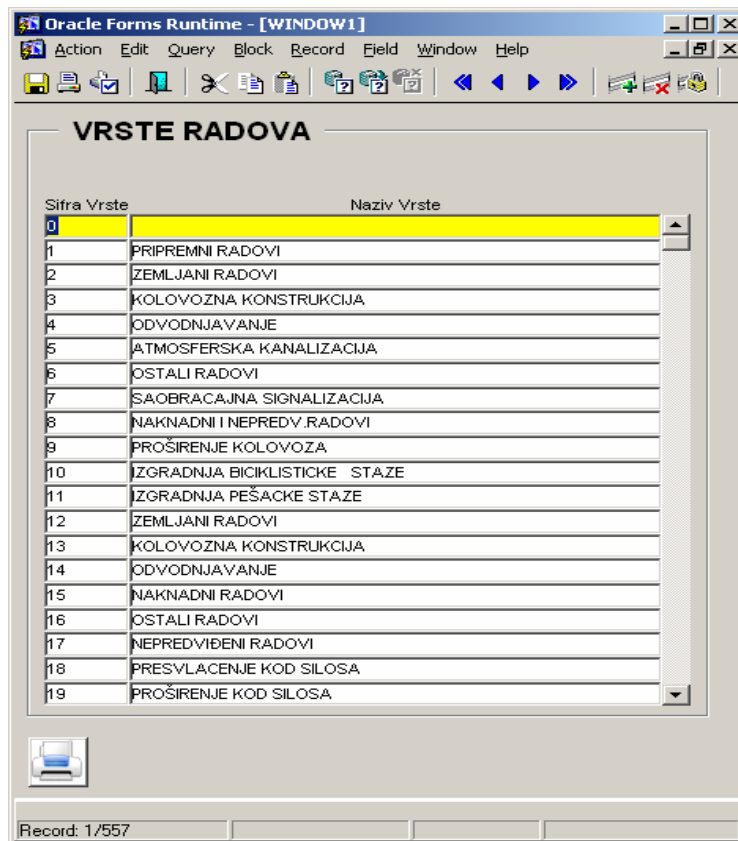 Oracle Forms Runtime - [WINDOW1]
Action Edit Query Block Record Field Window Help
VRSTE RADOVA
Sifra Vrste Naziv Vrste
0
1 PRIPREMNI RADOVI
2 ZEMLJANI RADOVI
3 KOLOVOZNA KONSTRUKCIJA
4 ODVODNJAVANJE
5 ATMOSFERSKA KANALIZACIJA
6 OSTALI RADOVI
7 SAOBRACAJNA SIGNALIZACIJA
8 NAKNADNI I NEPREDV.RADOVI
9 PROŠIRENJE KOLOVOZA
10 IZGRADNJA BICIKLISTICKE STAZE
11 IZGRADNJA PEŠACKE STAZE
12 ZEMLJANI RADOVI
13 KOLOVOZNA KONSTRUKCIJA
14 ODVODNJAVANJE
15 NAKNADNI RADOVI
16 OSTALI RADOVI
17 NEPREDVIĐENI RADOVI
18 PRESVLACENJE KOD SILOSA
19 PROŠIRENJE KOD SILOSA
Record: 1/557